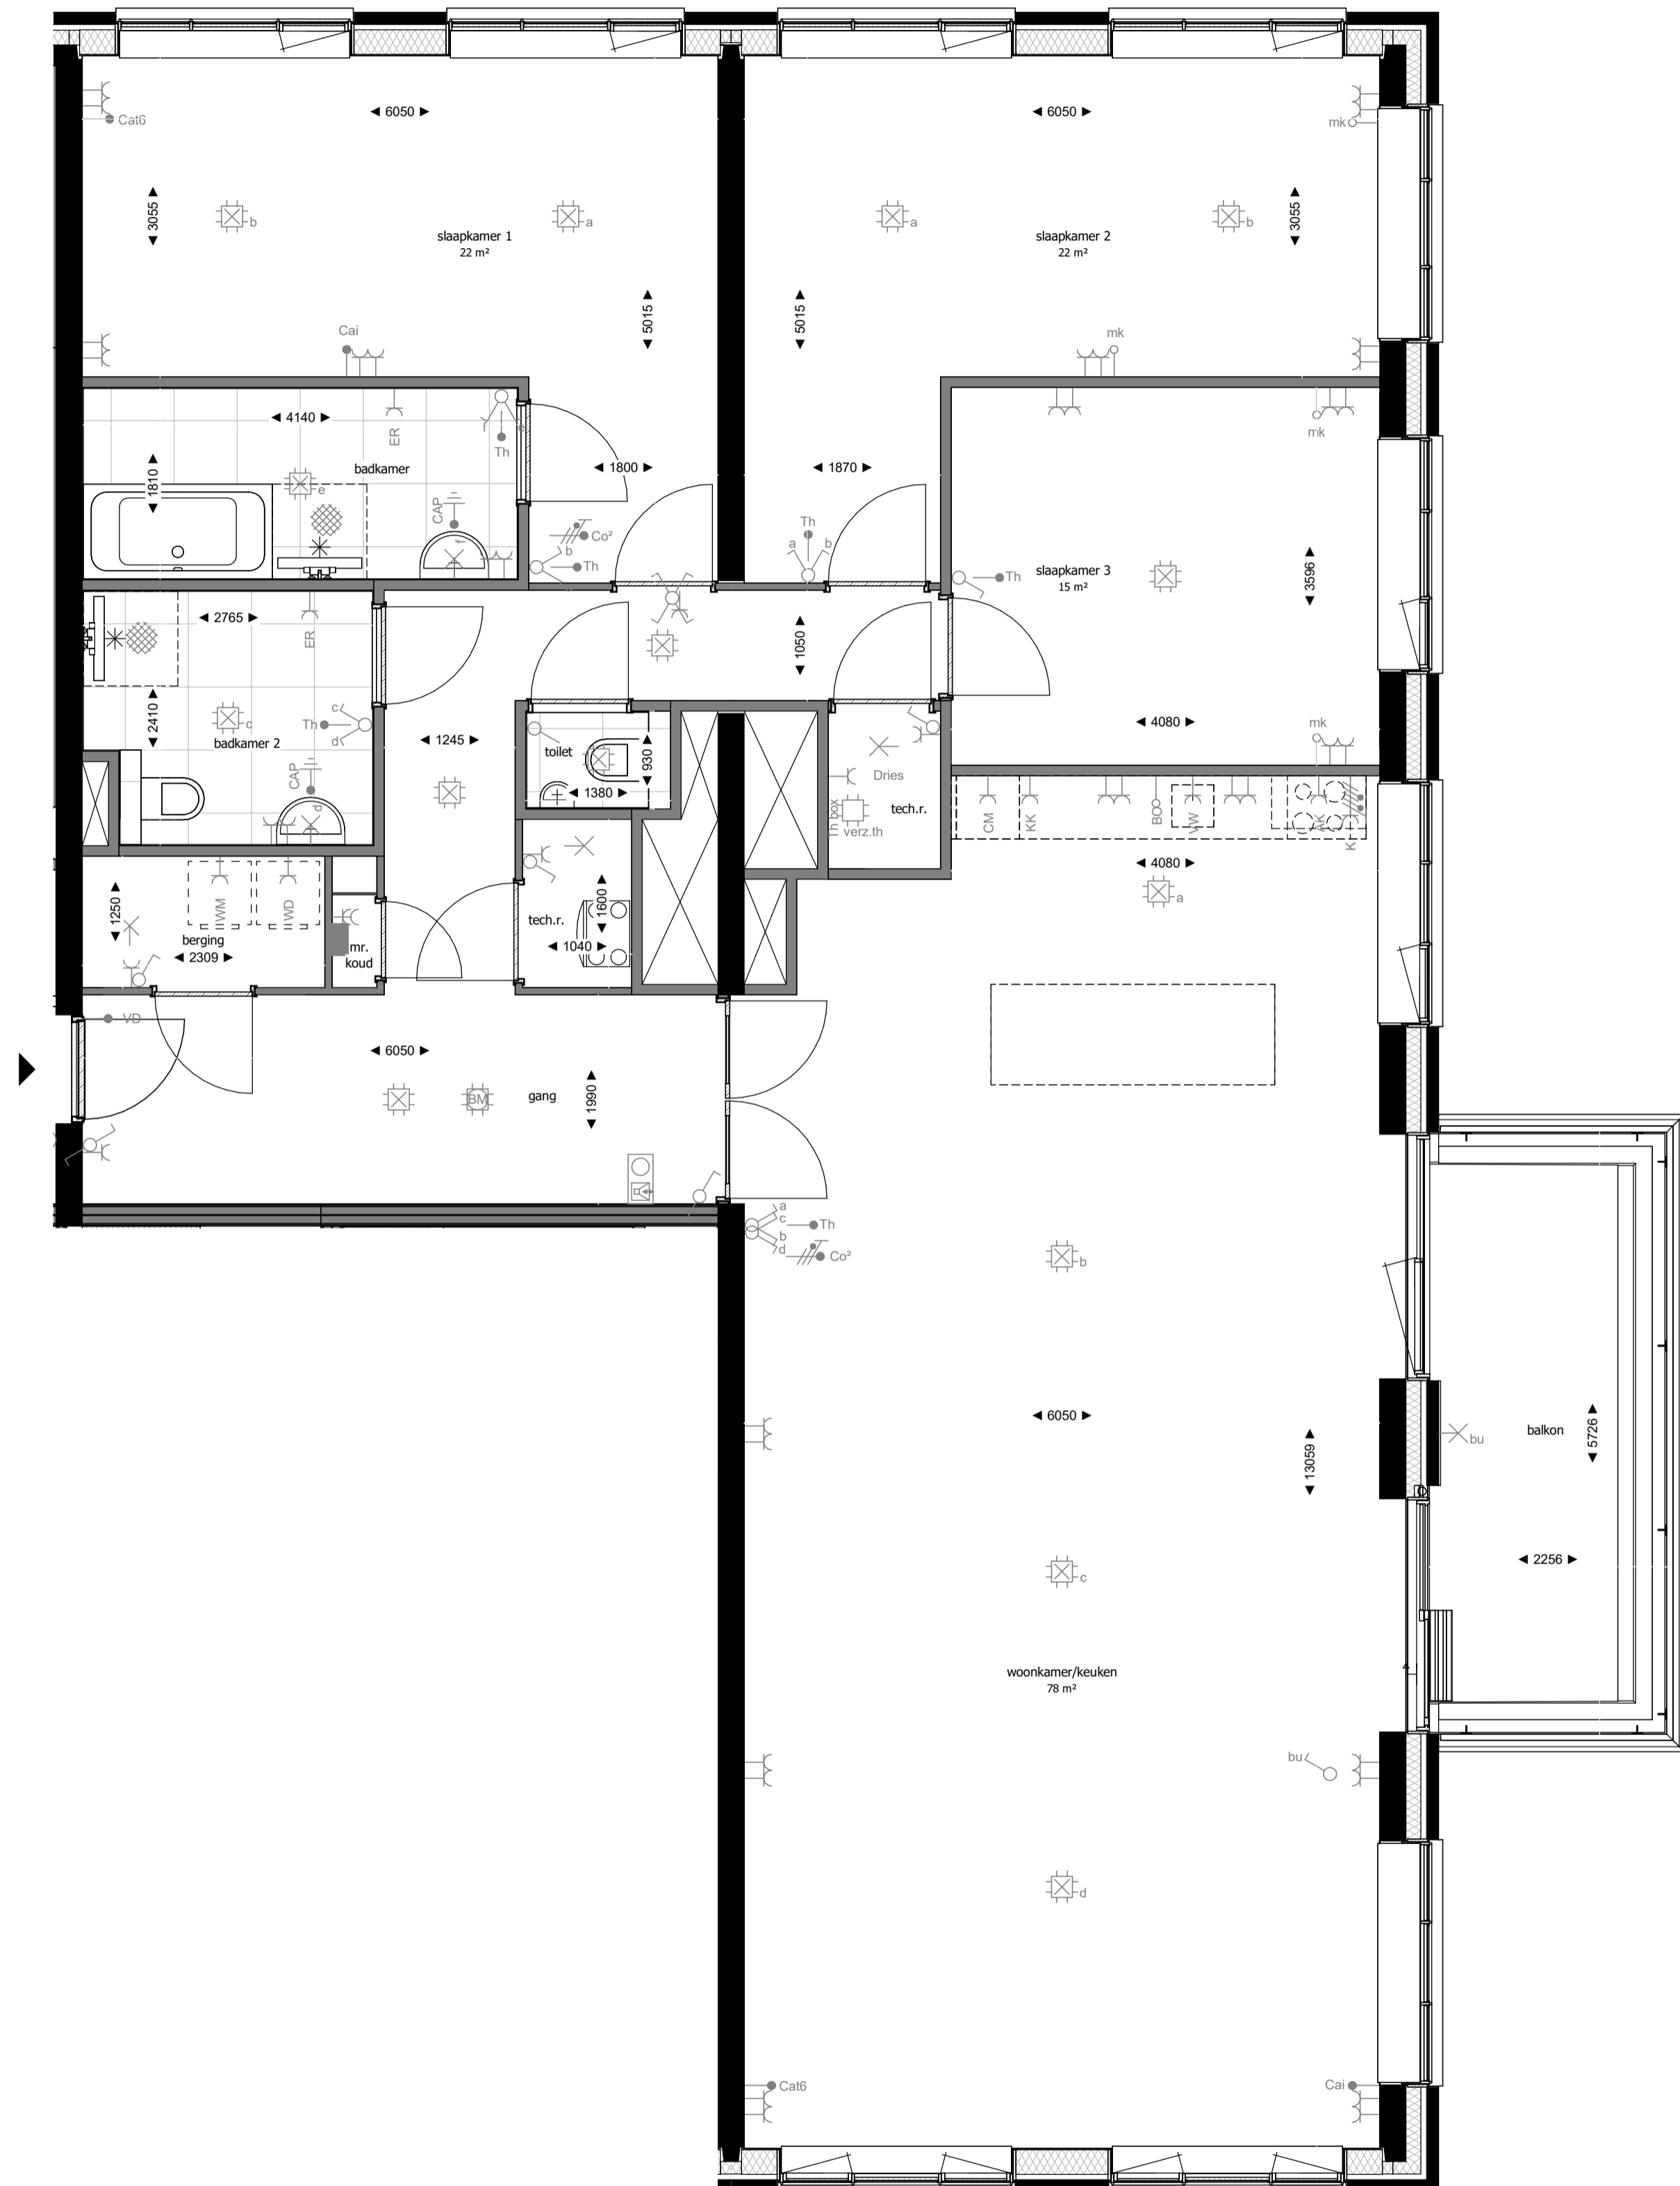 6050
6050
Cat6
mk
3055
b
a
slaapkamer 1
22 m²
a
slaapkamer 2
22 m²
b
3055
5015
5015
Cai
mk
4140
ER
f
e
Th
mk
badkamer
1810
e
CAP
f
1800
1870
Co²
b
Th
Th
a
b
Th
slaapkamer 3
15 m²
3596
2765
ER
1050
2410
c
badkamer 2
Th
c
d
CAP
d
1245
toilet
930
1380
4080
mk
Dries
tech.r.
Th box
verz.th
CM
KK
BO
VW
AK
K
4080
a
1250
WM
WD
berging
2309
mr.
koud
tech.r.
1600
1040
VD
6050
BM
gang
1990
a
c
b
d
Th
Co²
b
6050
13059
bu
balkon
5726
2256
c
woonkamer/keuken
78 m²
bu
d
Cat6
Cai